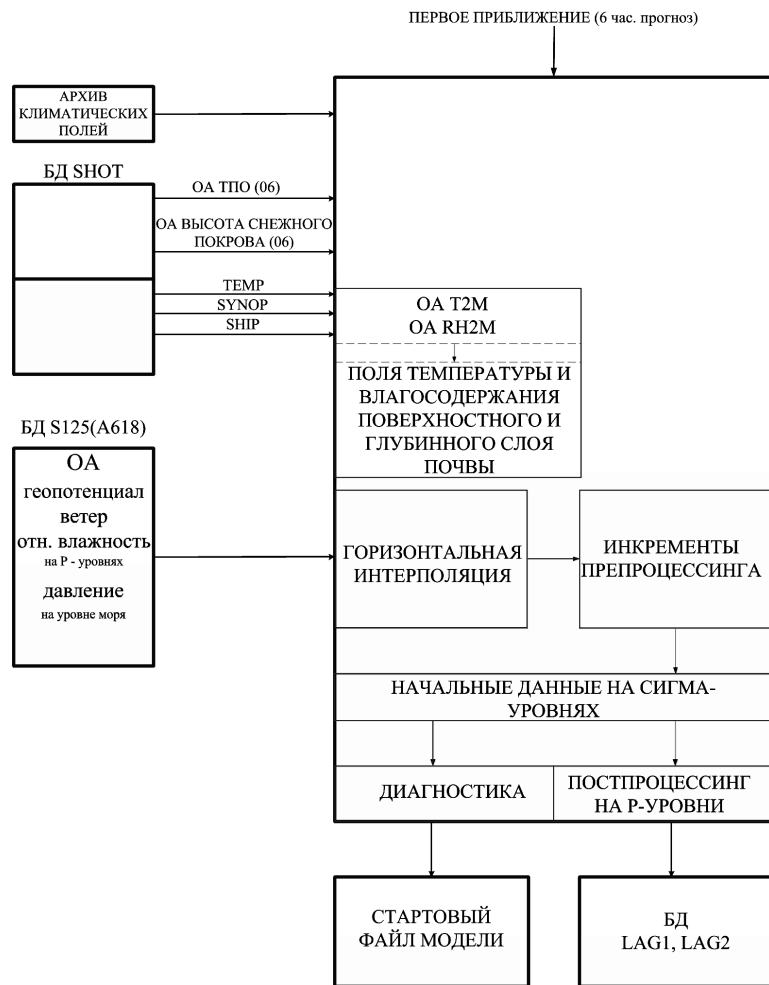 ПЕРВОЕ ПРИБЛИЖЕНИЕ (6 час. прогноз)
АРХИВ
КЛИМАТИЧЕСКИХ
ПОЛЕЙ
БД SHOT
ОА ТПО (06)
ОА ВЫСОТА СНЕЖНОГО
ПОКРОВА (06)
TEMP
SYNOP
SHIP
ОА T2M
ОА RH2M
ПОЛЯ ТЕМПЕРАТУРЫ И
ВЛАГОСОДЕРЖАНИЯ
ПОВЕРХНОСТНОГО И
ГЛУБИННОГО СЛОЯ
ПОЧВЫ
БД S125(A618)
ОА
геопотенциал
ветер
отн. влажность
на Р - уровнях
давление
на уровне моря
ГОРИЗОНТАЛЬНАЯ
ИНТЕРПОЛЯЦИЯ
ИНКРЕМЕНТЫ
ПРЕПРОЦЕССИНГА
НАЧАЛЬНЫЕ ДАННЫЕ НА СИГМА-
УРОВНЯХ
ДИАГНОСТИКА
ПОСТПРОЦЕССИНГ
НА Р-УРОВНИ
СТАРТОВЫЙ
ФАЙЛ МОДЕЛИ
БД
LAG1, LAG2